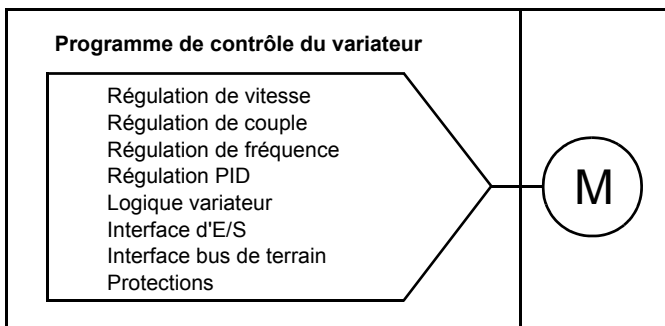 Programme de contrôle du variateur
Régulation de vitesse
Régulation de couple
Régulation de fréquence
Régulation PID
Logique variateur
Interface d'E/S
Interface bus de terrain
Protections
M